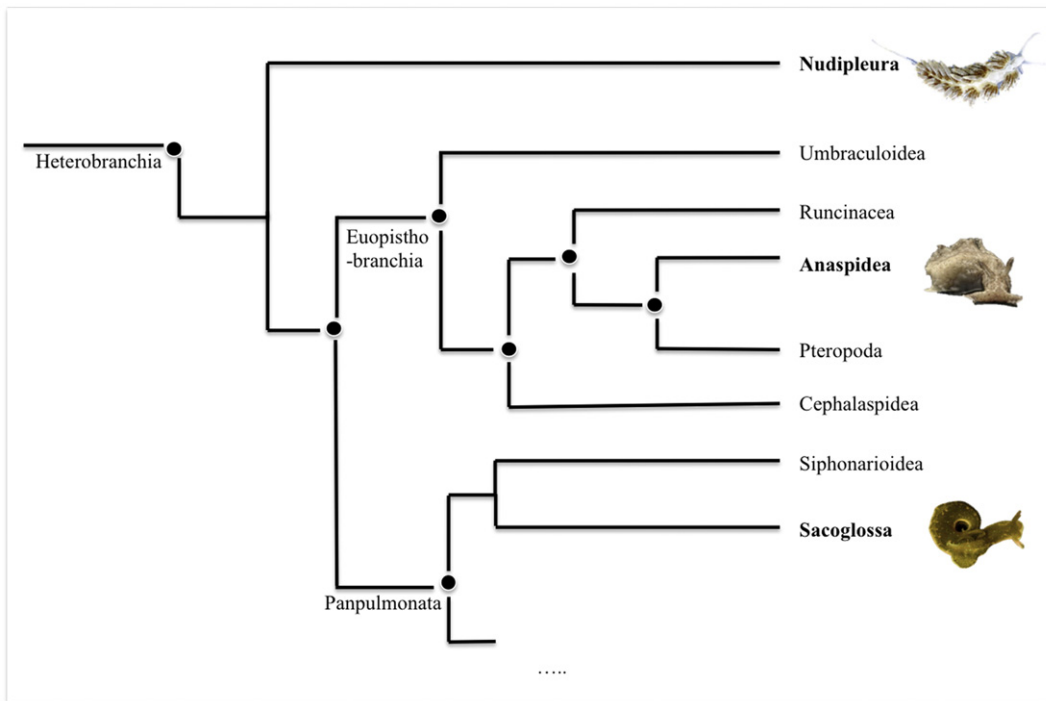 Nudipleura
Heterobranchia
Umbraculoidea
Runcinacea
Euopistho
-branchia
Anaspidea
Pteropoda
Cephalaspidea
Siphonarioidea
Sacoglossa
Panpulmonata
.....